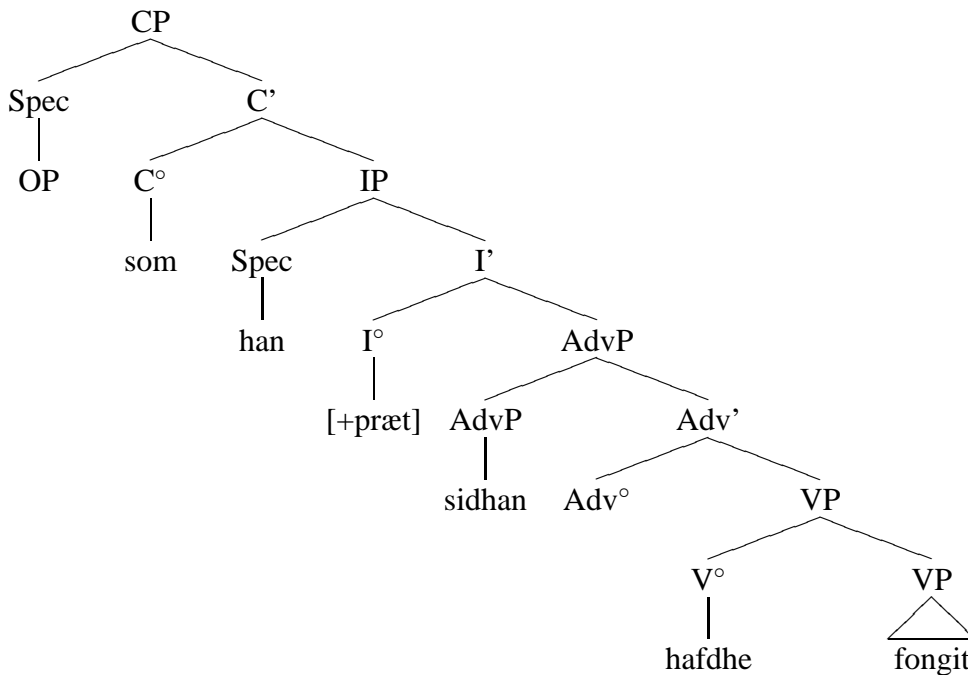 CP
Spec C’
OP C° IP
som Spec I’
han I° AdvP
[+præt] AdvP Adv’
sidhan Adv° VP
V° VP
hafdhe fongit